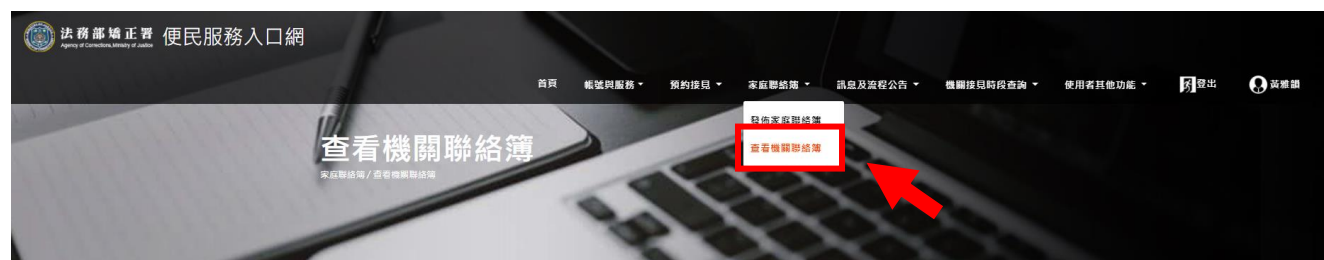 法務部矯正署 便民服務入口網
Agency of Corrections, Ministry of Justice
首頁 帳號與服務 預約接見 家庭聯絡簿 訊息及流程公告 機關接見時段查詢 使用者其他功能 登出 黃雅韻
發佈家庭聯絡簿
查看機關聯絡簿
查看機關聯絡簿
家庭聯絡簿 / 查看機關聯絡簿